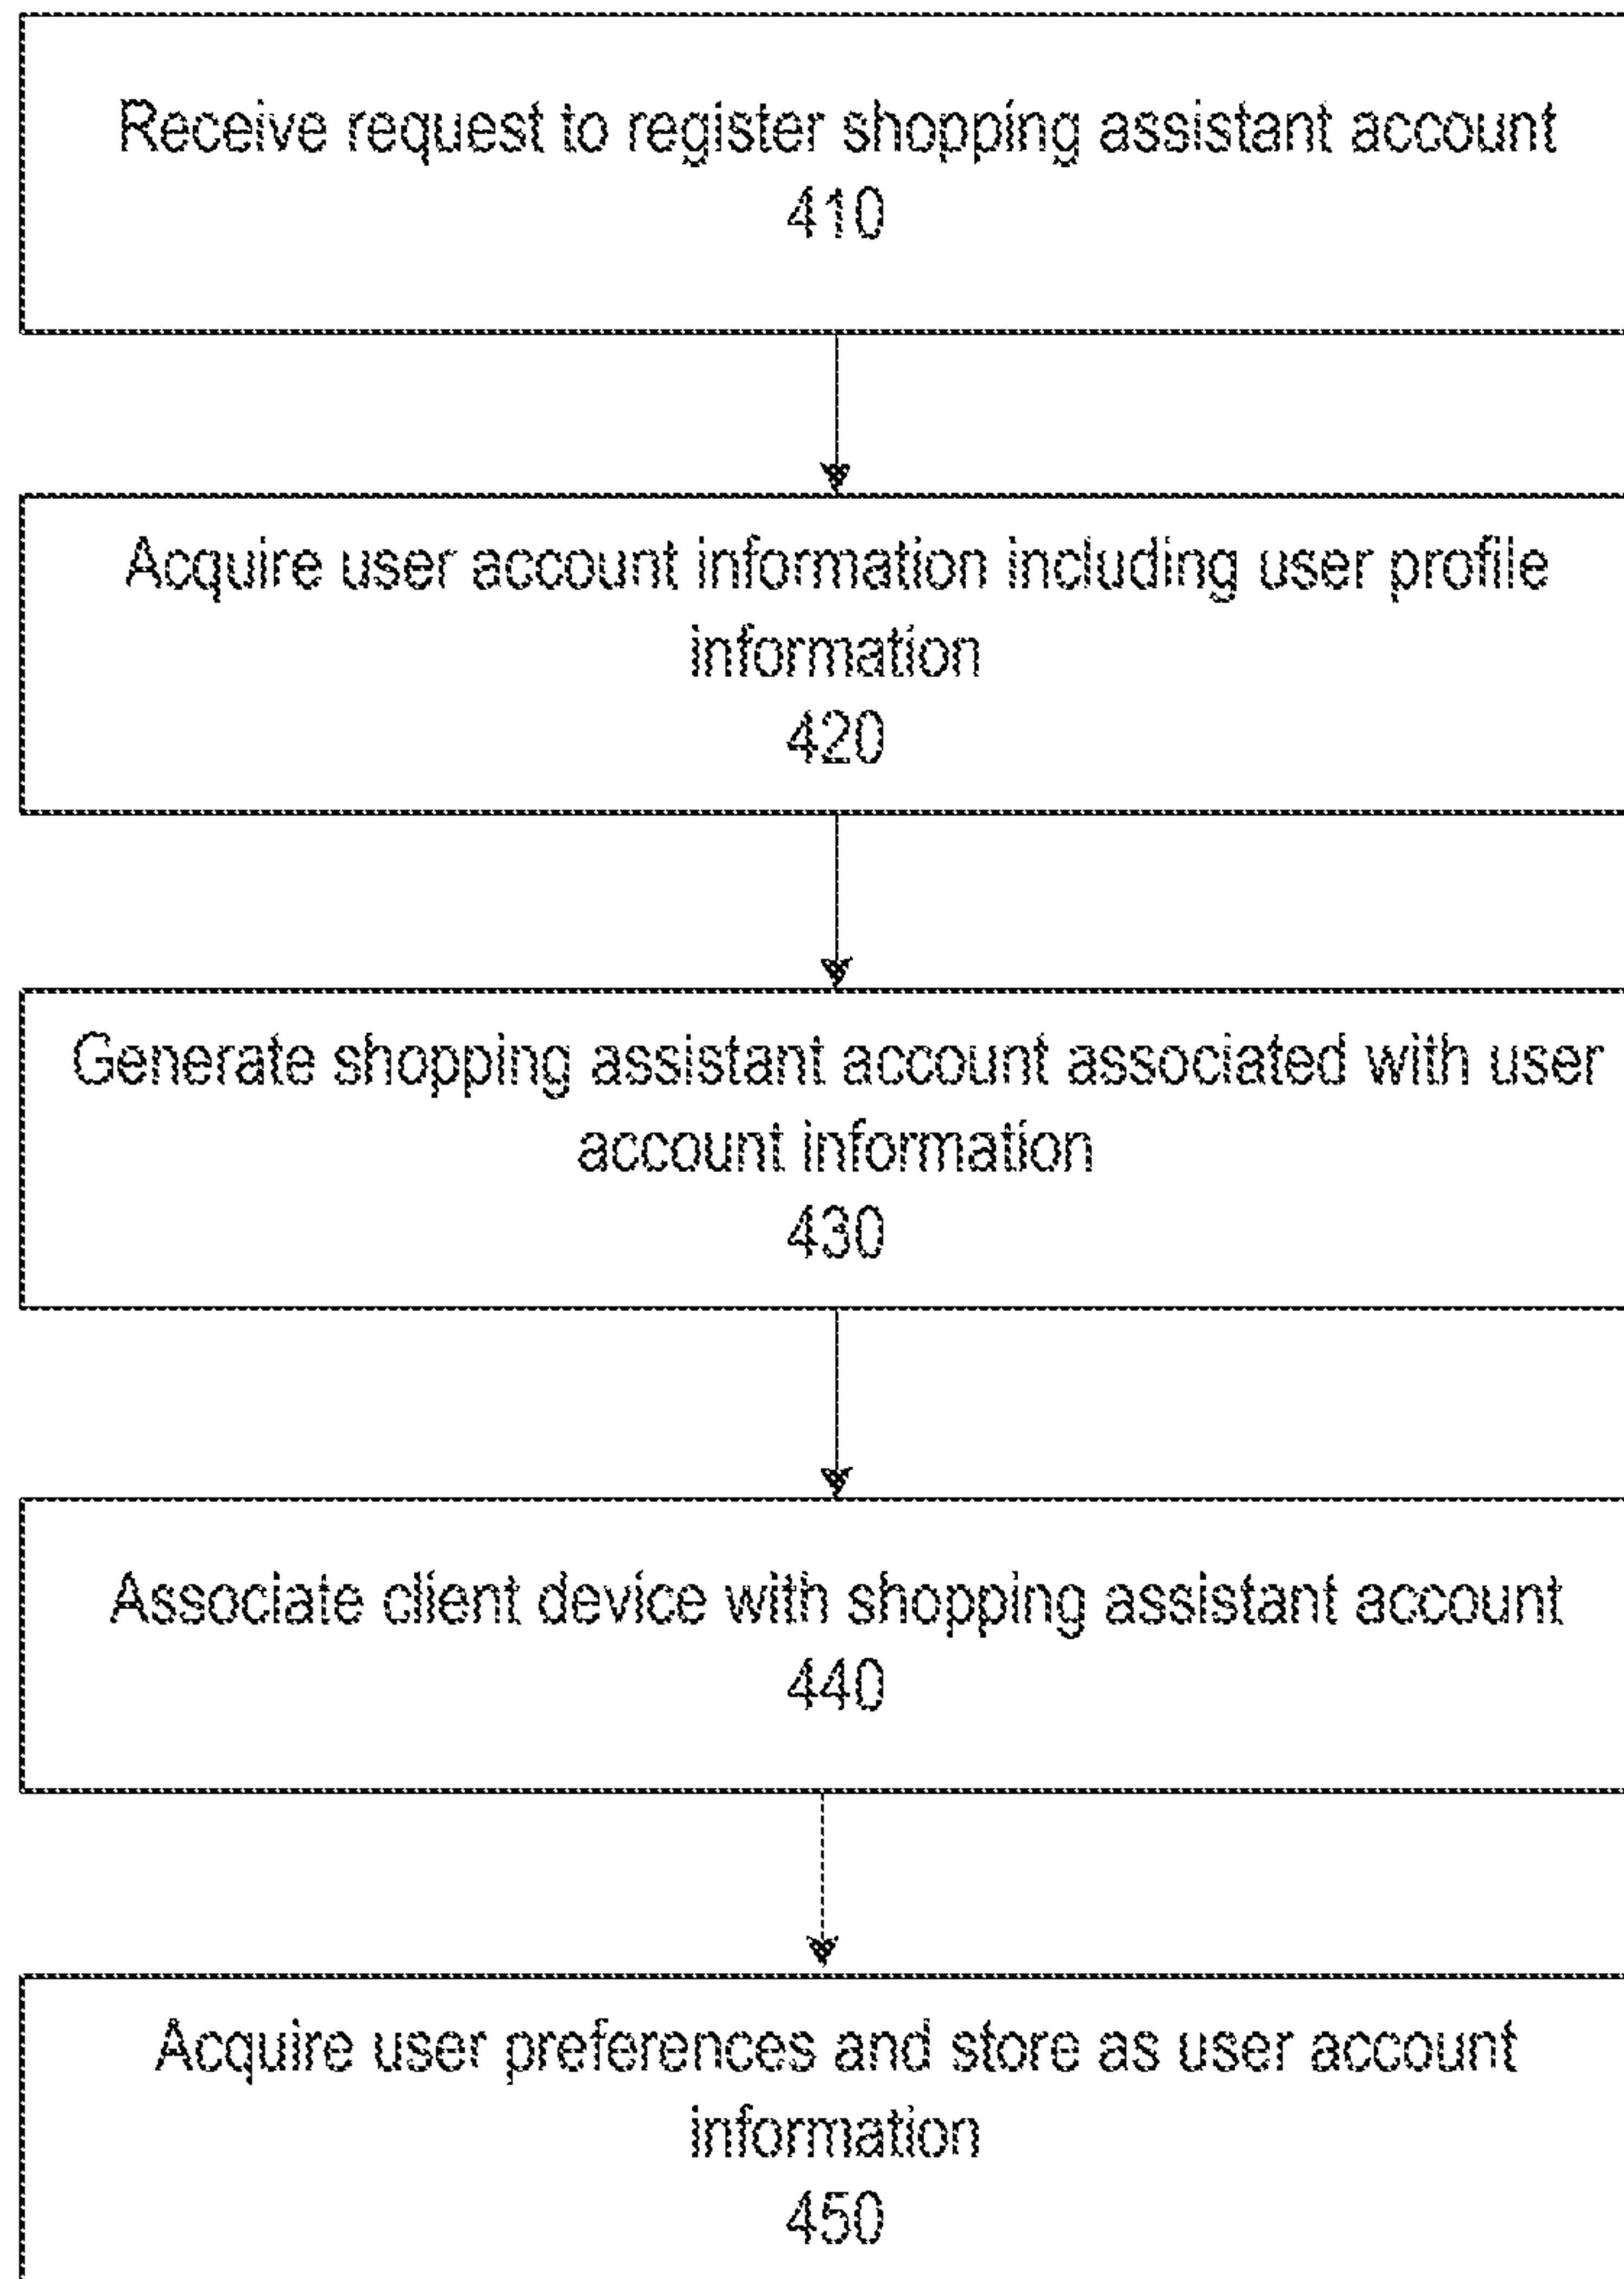 Receive request to register shopping assistant account
410
Acquire user account information including user profile
information
420
Generate shopping assistant account associated with user
account information
430
Associate client device with shopping assistant account
440
Acquire user preferences and store as user account
information
450